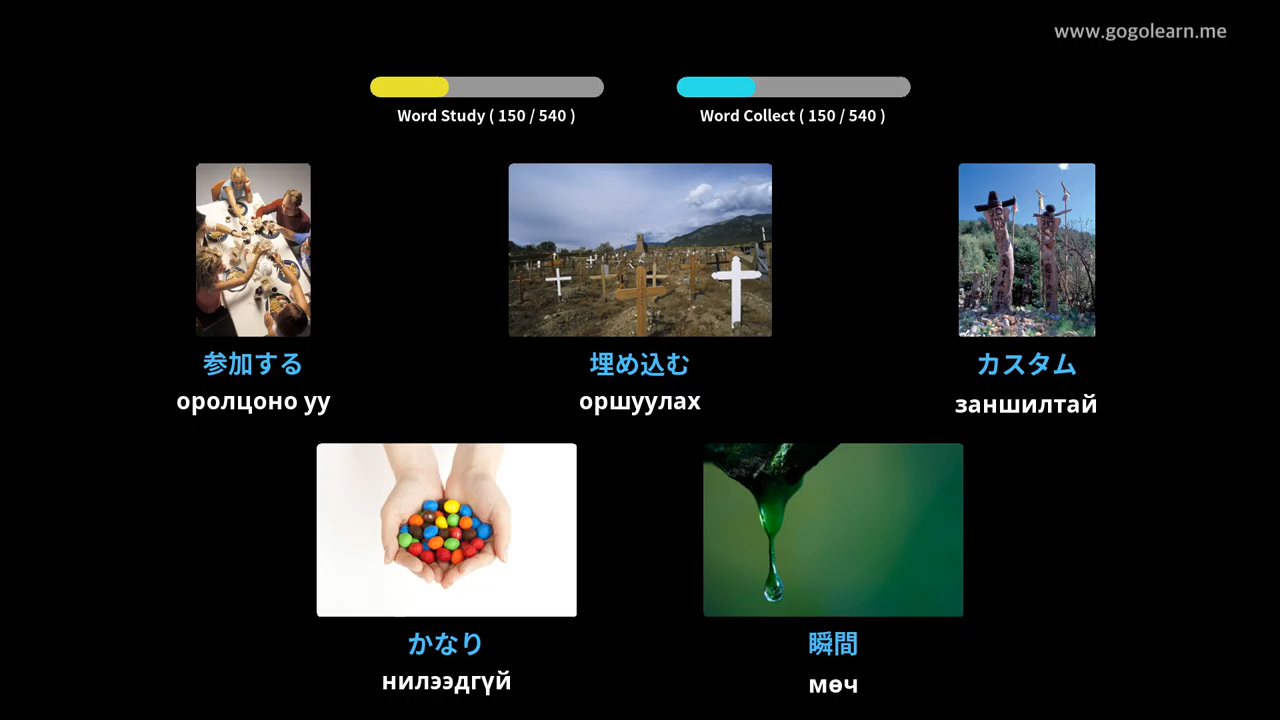 www.gogolearn.me
Word Study ( 150 / 540 )
Word Collect ( 150 / 540 )
参加する
оролцоно уу
埋め込む
оршуулах
カスタム
заншилтай
かなり
нилээдгүй
瞬間
мөч